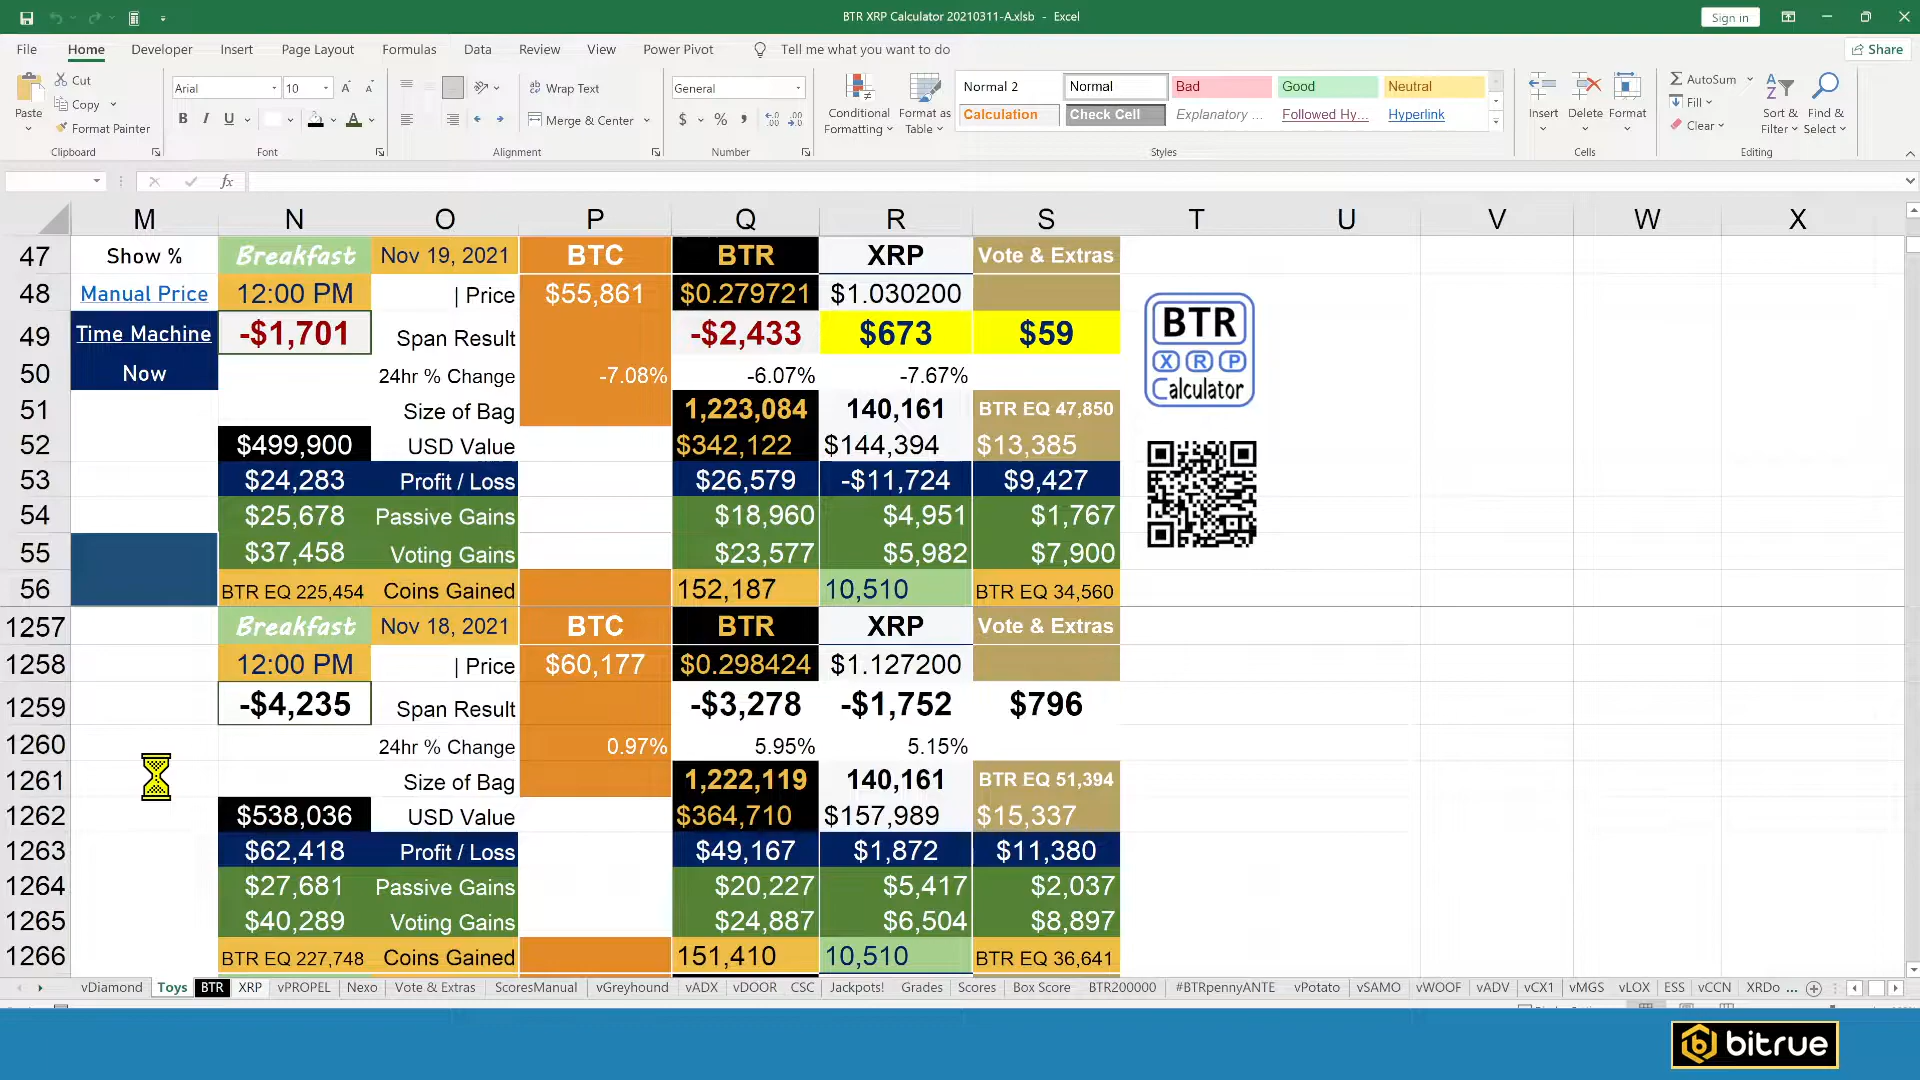 BTR XRP Calculator 20210311-A.xlsb - Excel
Sign in
File Home Developer Insert Page Layout Formulas Data Review View Power Pivot Tell me what you want to do Share
Paste Cut Copy Format Painter Clipboard
Arial 10 A A B I U A Font
Wrap Text Merge & Center Alignment
General $ % , Number
Conditional Formatting Format as Table
Normal 2 Normal Bad Good Neutral
Calculation Check Cell Explanatory ... Followed Hy... Hyperlink
Styles
Insert Delete Format Cells
AutoSum Fill Clear Sort & Filter Find & Select Editing
fx
M N O P Q R S T U V W X
47 Show % Breakfast Nov 19, 2021 BTC BTR XRP Vote & Extras
48 Manual Price 12:00 PM | Price $55,861 $0.279721 $1.030200
49 Time Machine -$1,701 Span Result -$2,433 $673 $59
50 Now 24hr % Change -7.08% -6.07% -7.67%
51 Size of Bag 1,223,084 140,161 BTR EQ 47,850
52 $499,900 USD Value $342,122 $144,394 $13,385
53 $24,283 Profit / Loss $26,579 -$11,724 $9,427
54 $25,678 Passive Gains $18,960 $4,951 $1,767
55 $37,458 Voting Gains $23,577 $5,982 $7,900
56 BTR EQ 225,454 Coins Gained 152,187 10,510 BTR EQ 34,560
BTR
XRP
Calculator
1257 Breakfast Nov 18, 2021 BTC BTR XRP Vote & Extras
1258 12:00 PM | Price $60,177 $0.298424 $1.127200
1259 -$4,235 Span Result -$3,278 -$1,752 $796
1260 24hr % Change 0.97% 5.95% 5.15%
1261 Size of Bag 1,222,119 140,161 BTR EQ 51,394
1262 $538,036 USD Value $364,710 $157,989 $15,337
1263 $62,418 Profit / Loss $49,167 $1,872 $11,380
1264 $27,681 Passive Gains $20,227 $5,417 $2,037
1265 $40,289 Voting Gains $24,887 $6,504 $8,897
1266 BTR EQ 227,748 Coins Gained 151,410 10,510 BTR EQ 36,641
vDiamond Toys BTR XRP vPROPEL Nexo Vote & Extras ScoresManual vGreyhound vADX vDOOR CSC Jackpots! Grades Scores Box Score BTR200000 #BTRpennyANTE vPotato vSAMO vWOOF vADV vCX1 vMGS vLOX ESS vCCN XRDo ...
bitrue